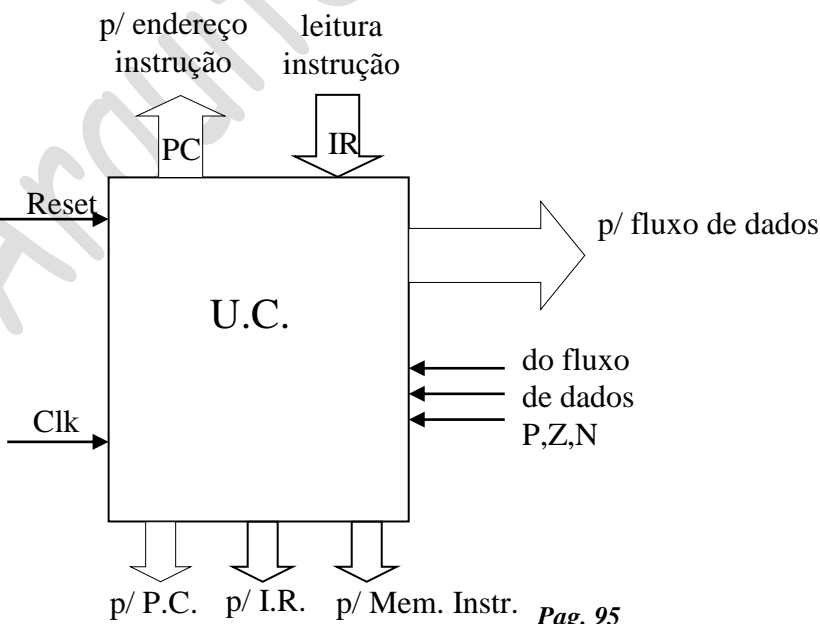 p/ endereço
instrução
leitura
instrução
PC
IR
Reset
p/ fluxo de dados
U.C.
do fluxo
de dados
P,Z,N
Clk
p/ P.C.
p/ I.R.
p/ Mem. Instr.
Pag. 95